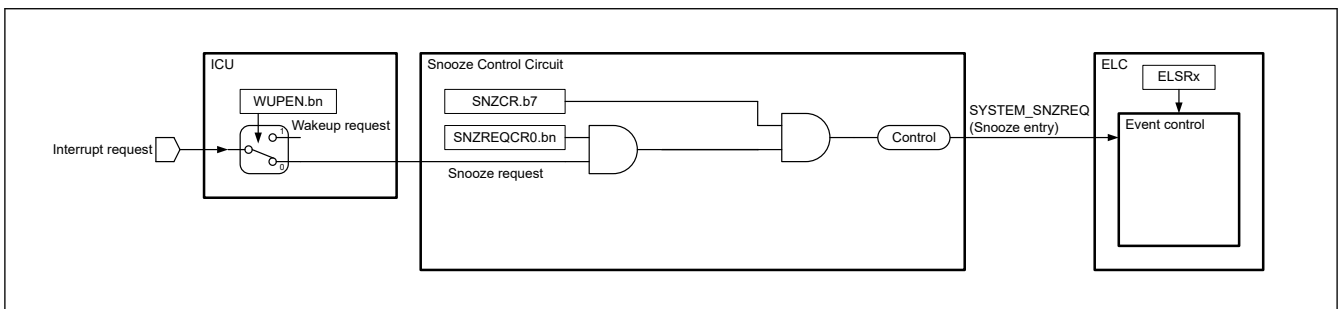 ICU
WUPEN.bn
1
Wakeup request
Interrupt request
0
Snooze Control Circuit
SNZCR.b7
SNZREQCR0.bn
Snooze request
Control
SYSTEM_SNZREQ
(Snooze entry)
ELC
ELSRx
Event control